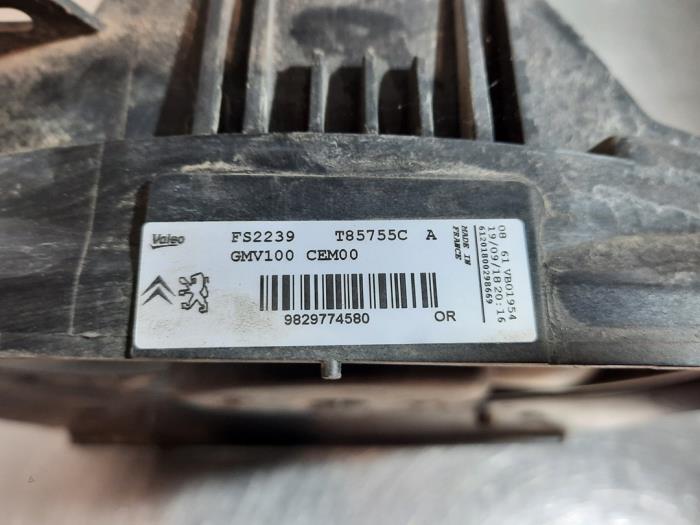 Valeo FS2239 T85755C A
GMV100 CEM00
9829774580 OR
MADE IN
FRANCE
08 61 VB01954
19/09/18 20:16
61201800298669